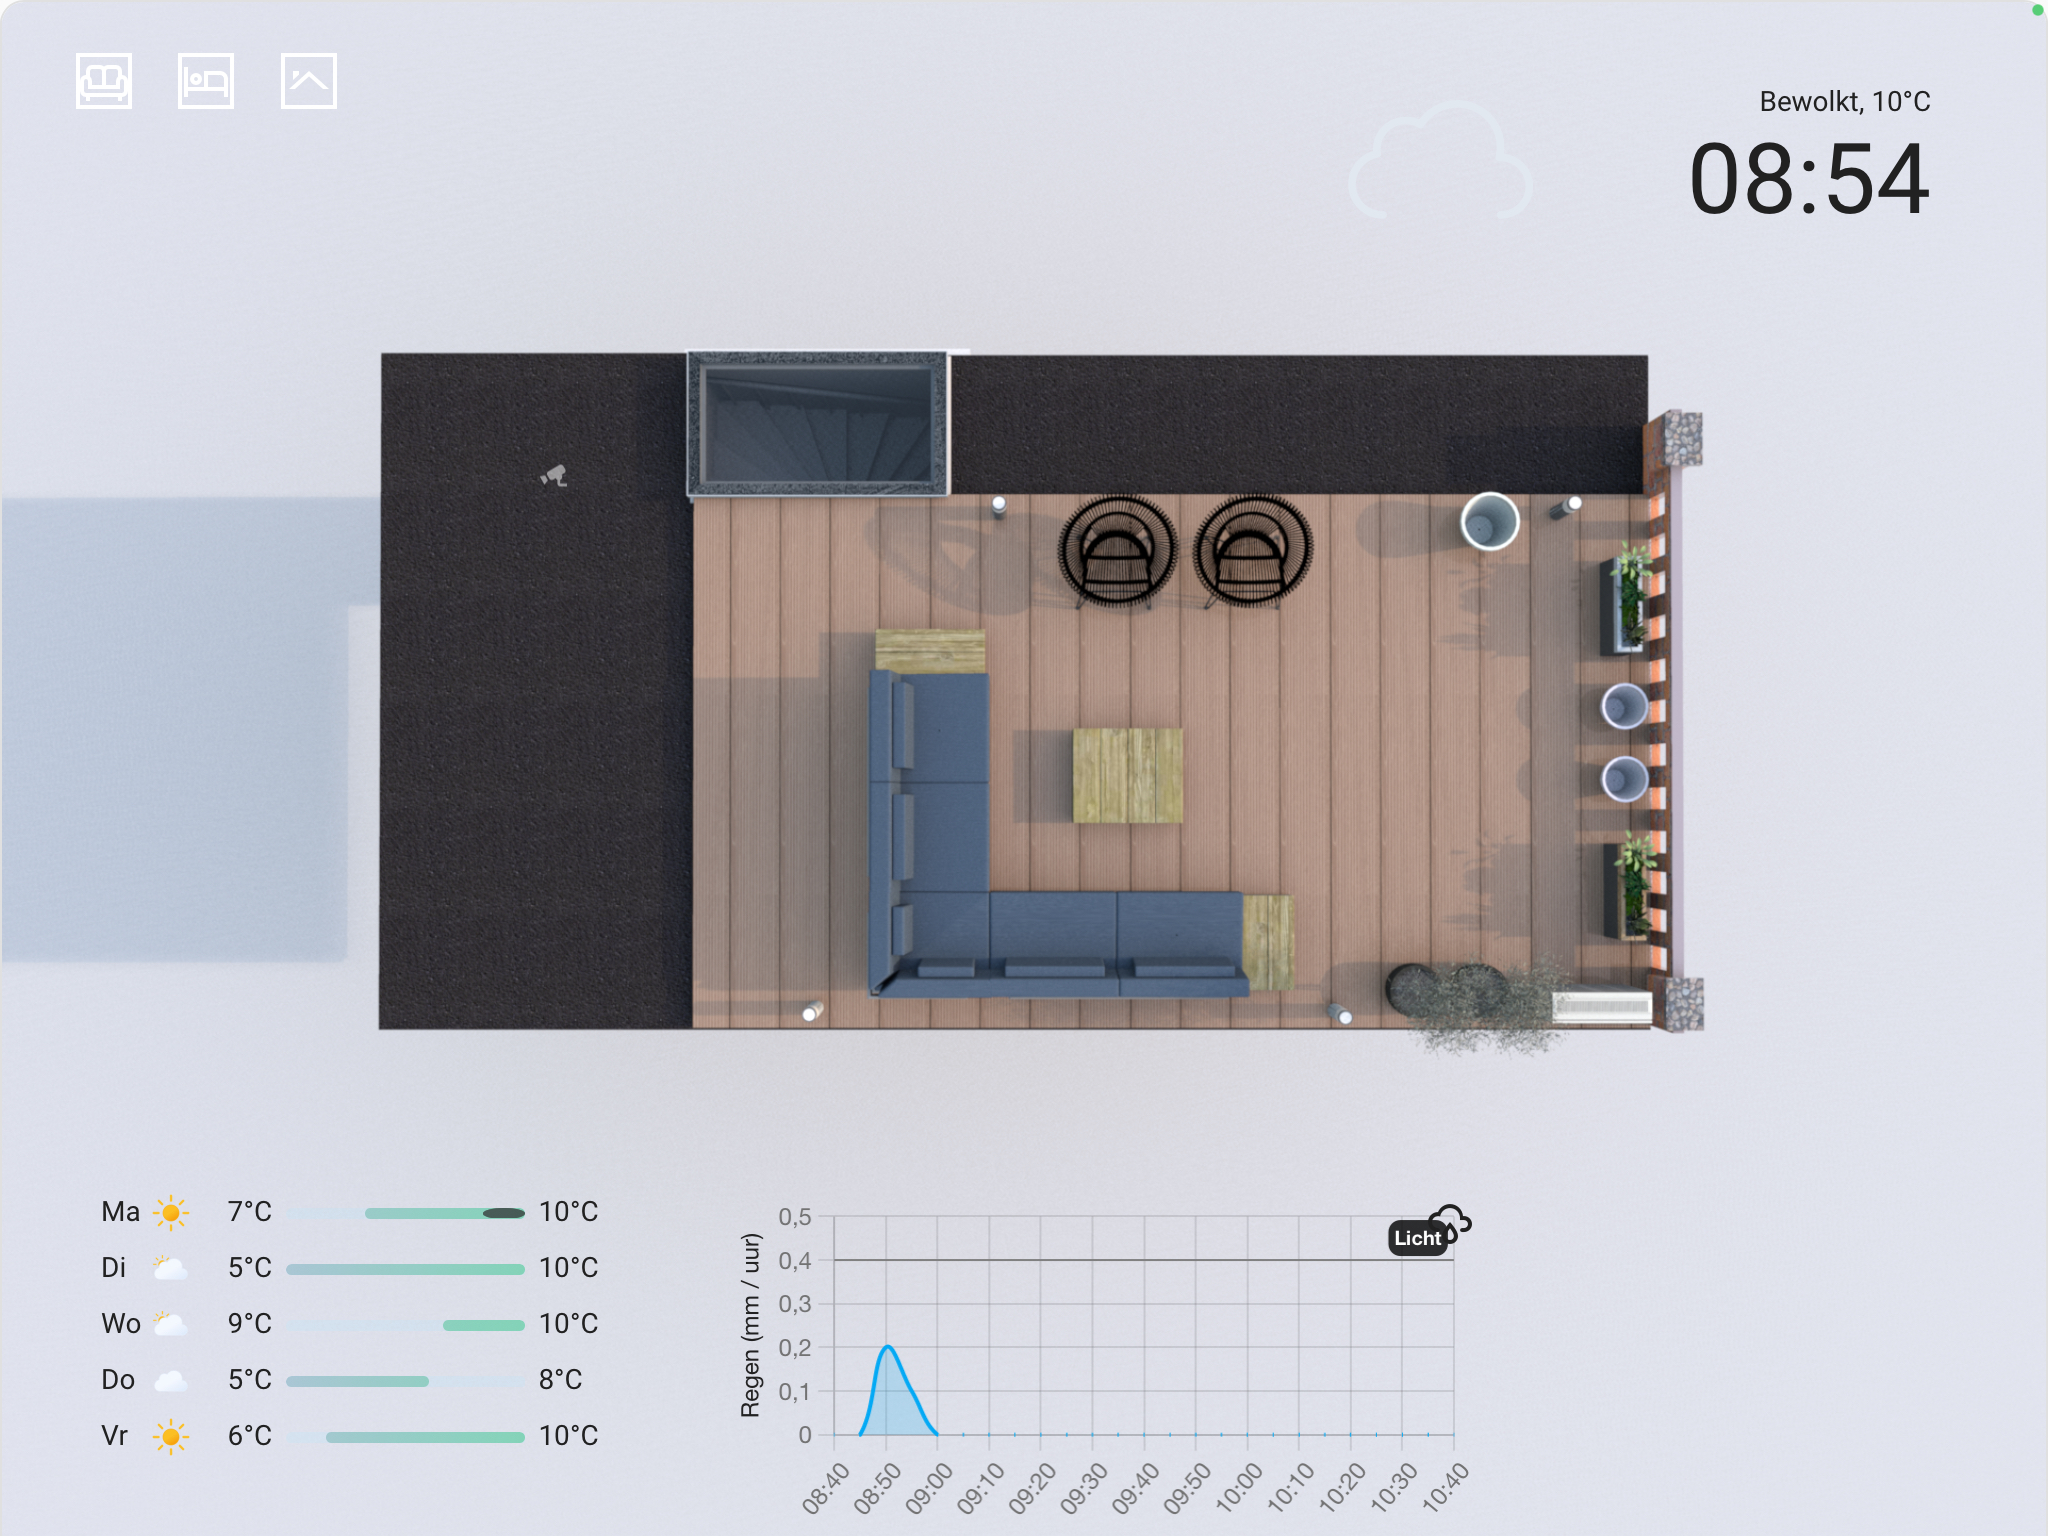 Bewolkt, 10°C
08:54
Ma 7°C 10°C
Di 5°C 10°C
Wo 9°C 10°C
Do 5°C 8°C
Vr 6°C 10°C
Regen (mm / uur)
0,5
0,4
0,3
0,2
0,1
0
Licht
08:40 08:50 09:00 09:10 09:20 09:30 09:40 09:50 10:00 10:10 10:20 10:30 10:40